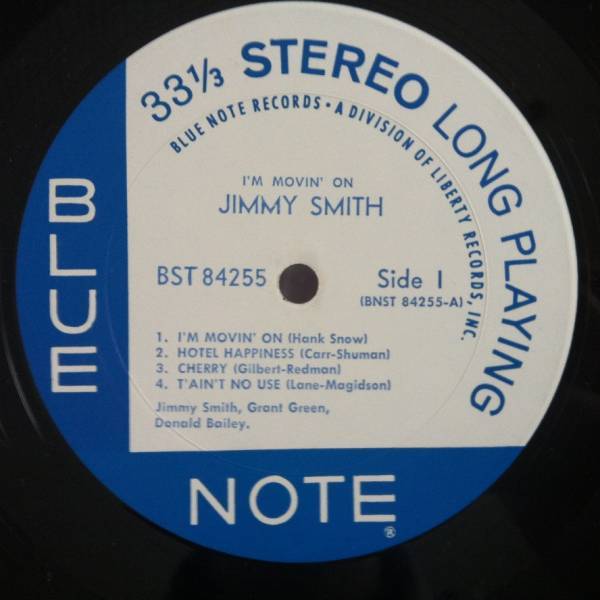 33⅓ STEREO LONG PLAYING
BLUE NOTE RECORDS • A DIVISION OF LIBERTY RECORDS, INC.
I'M MOVIN' ON
JIMMY SMITH
BST 84255
Side 1
(BNST 84255-A)
1. I'M MOVIN' ON (Hank Snow)
2. HOTEL HAPPINESS (Carr-Shuman)
3. CHERRY (Gilbert-Redman)
4. T'AIN'T NO USE (Lane-Magidson)
Jimmy Smith, Grant Green,
Donald Bailey.
BLUE
NOTE®